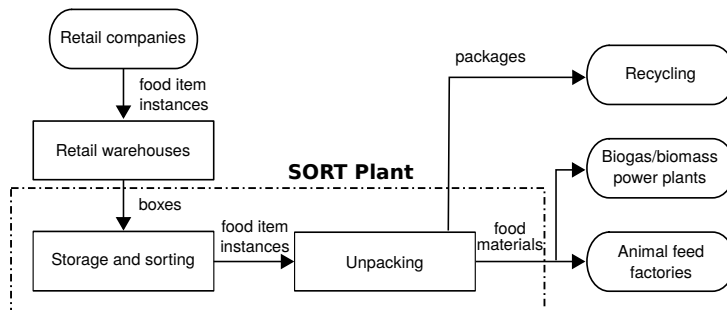 Retail companies
food item
instances
Retail warehouses
boxes
SORT Plant
Storage and sorting
food item
instances
Unpacking
packages
Recycling
food
materials
Biogas/biomass
power plants
Animal feed
factories